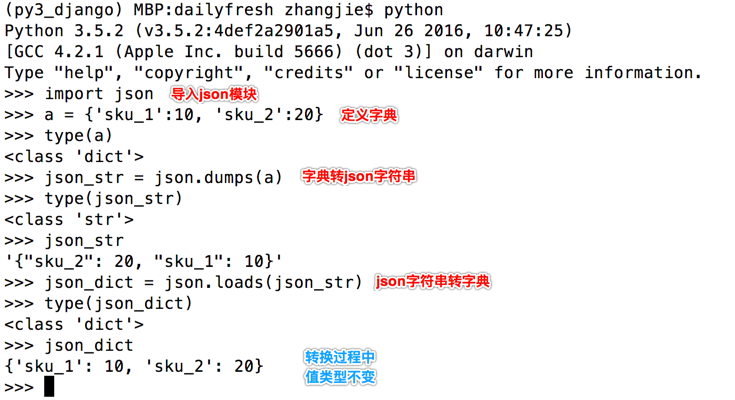 (py3_django) MBP:dailyfresh zhangjie$ python
Python 3.5.2 (v3.5.2:4def2a2901a5, Jun 26 2016, 10:47:25)
[GCC 4.2.1 (Apple Inc. build 5666) (dot 3)] on darwin
Type "help", "copyright", "credits" or "license" for more information.
>>> import json 导入json模块
>>> a = {'sku_1':10, 'sku_2':20} 定义字典
>>> type(a)
<class 'dict'>
>>> json_str = json.dumps(a) 字典转json字符串
>>> type(json_str)
<class 'str'>
>>> json_str
'{"sku_2": 20, "sku_1": 10}'
>>> json_dict = json.loads(json_str) json字符串转字典
>>> type(json_dict)
<class 'dict'>
>>> json_dict
{'sku_1': 10, 'sku_2': 20}
>>>
转换过程中
值类型不变